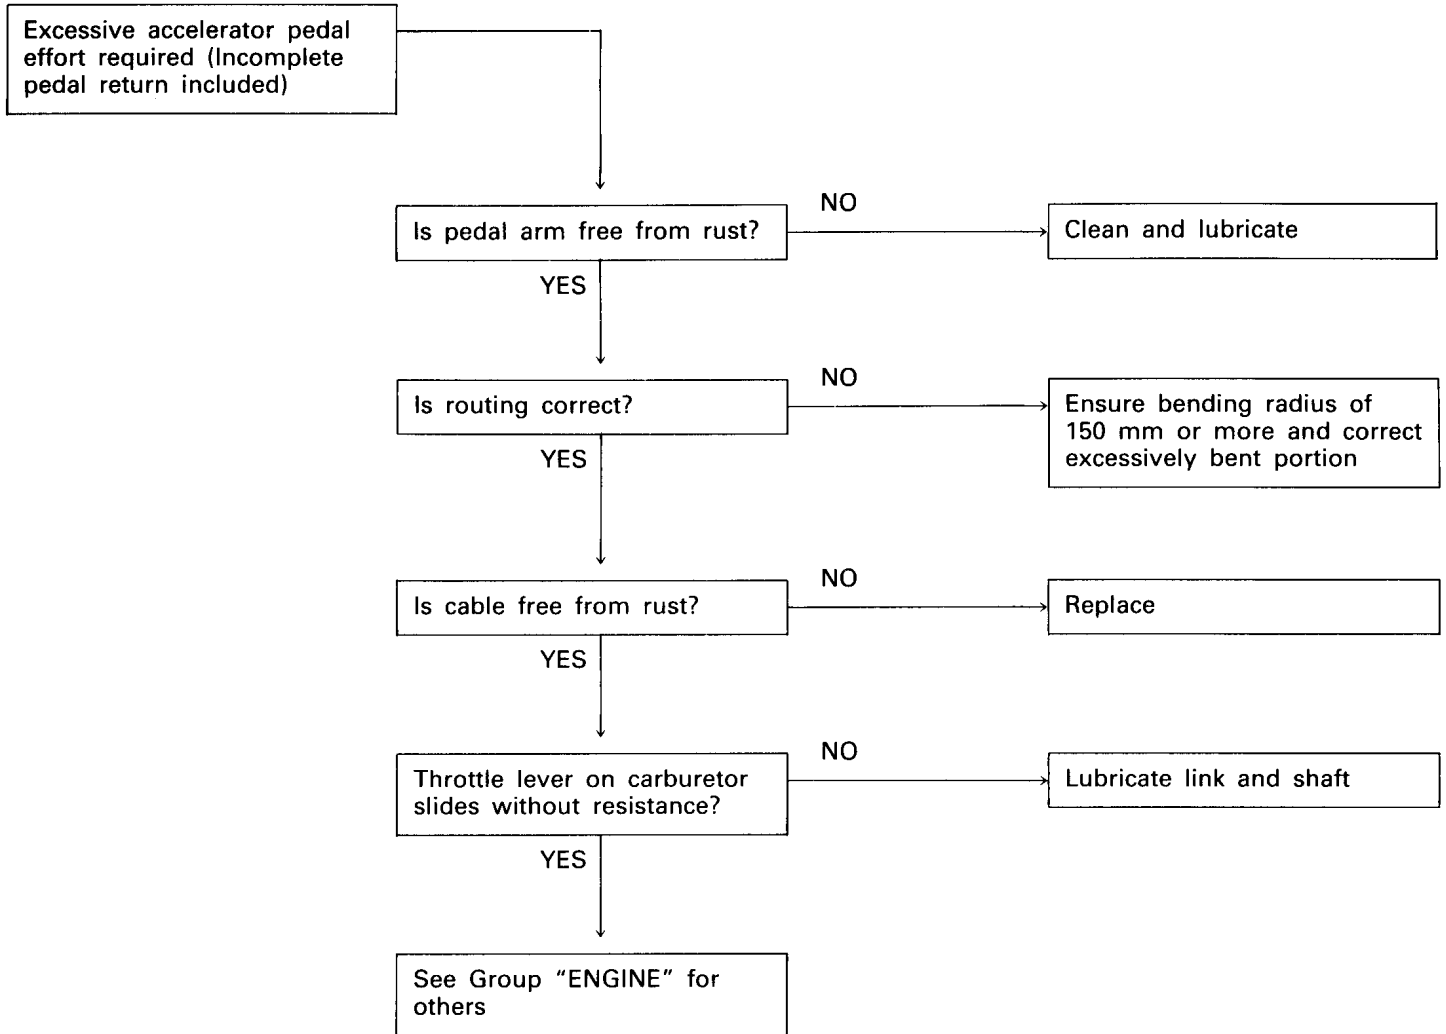 Excessive accelerator pedal
effort required (Incomplete
pedal return included)
NO
Is pedal arm free from rust?
Clean and lubricate
YES
NO
Is routing correct?
Ensure bending radius of
150 mm or more and correct
excessively bent portion
YES
NO
Is cable free from rust?
Replace
YES
NO
Throttle lever on carburetor
slides without resistance?
Lubricate link and shaft
YES
See Group “ENGINE” for
others